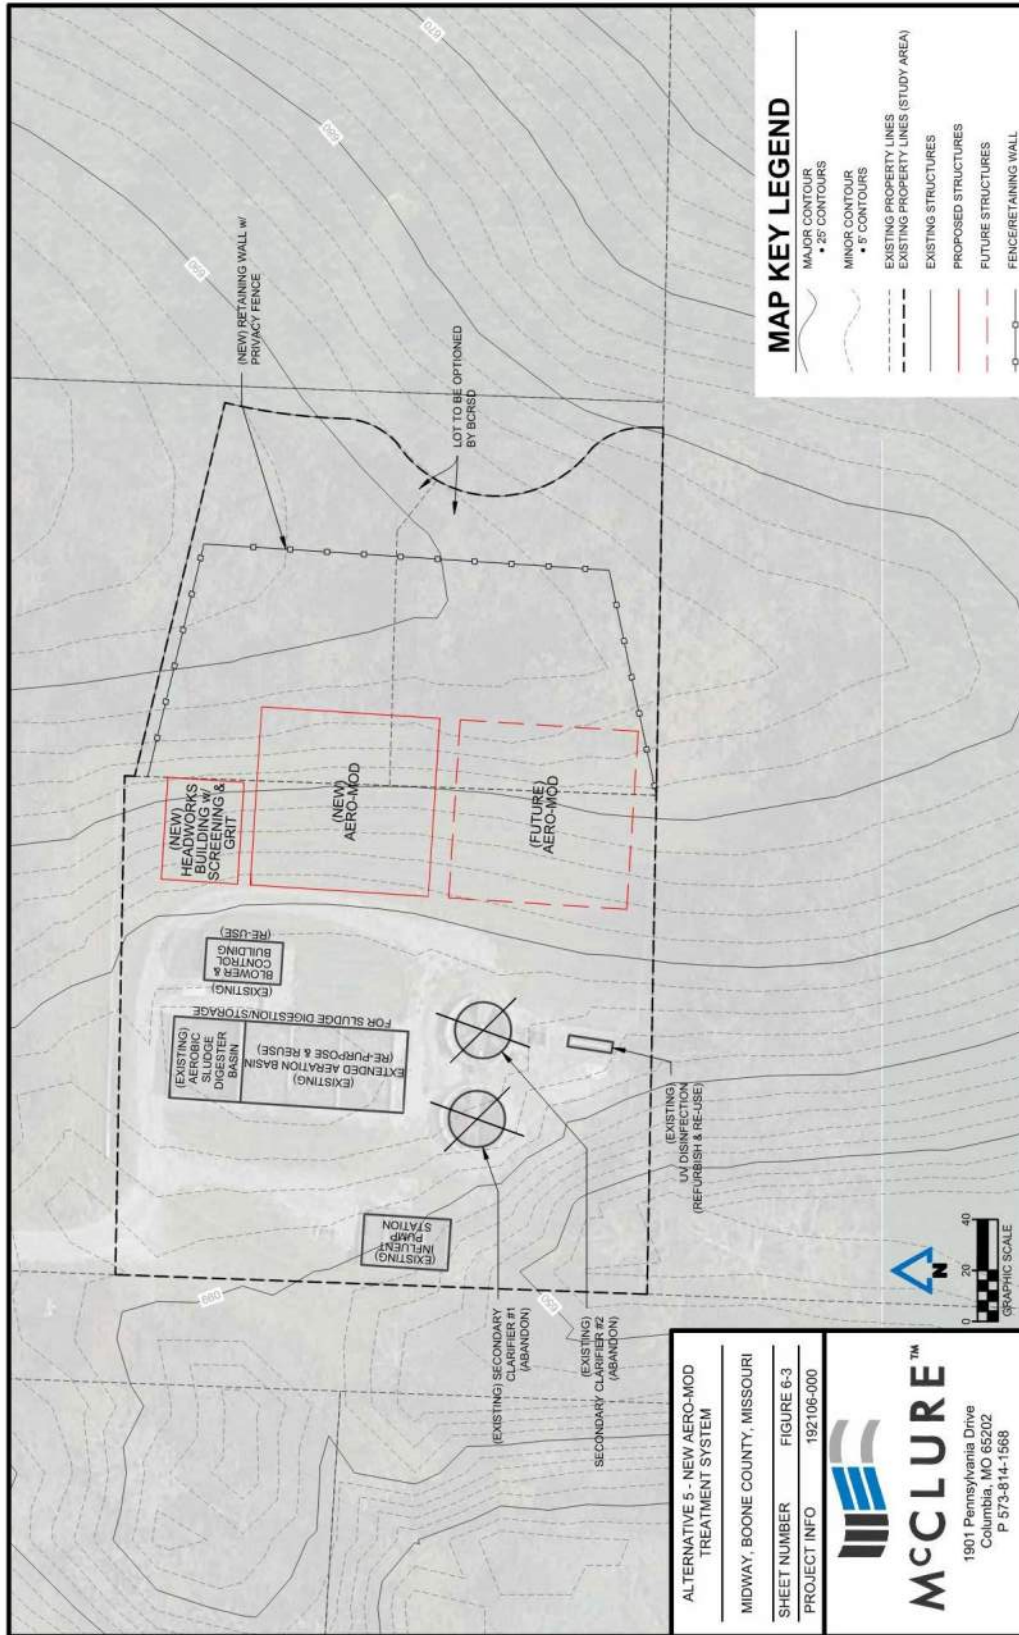 670
660
650
(NEW) RETAINING WALL w/
PRIVACY FENCE
LOT TO BE OPTIONED
BY BCRSD
MAP KEY LEGEND
MAJOR CONTOUR
• 25' CONTOURS
MINOR CONTOUR
• 5' CONTOURS
EXISTING PROPERTY LINES
EXISTING PROPERTY LINES (STUDY AREA)
EXISTING STRUCTURES
PROPOSED STRUCTURES
FUTURE STRUCTURES
FENCE/RETAINING WALL
(NEW)
HEADWORKS
BUILDING w/
SCREENING &
GRIT
(NEW)
AERO-MOD
(FUTURE)
AERO-MOD
(EXISTING)
BLOWER &
CONTROL
BUILDING
(RE-USE)
(EXISTING)
AEROBIC
SLUDGE
DIGESTER
BASIN
(EXISTING)
EXTENDED AERATION BASIN
(RE-PURPOSE & REUSE)
FOR SLUDGE DIGESTION/STORAGE
(EXISTING)
INFLUENT
PUMP
STATION
(EXISTING)
UV DISINFECTION
(REFURBISH & RE-USE)
(EXISTING) SECONDARY
CLARIFIER #1
(ABANDON)
(EXISTING)
SECONDARY CLARIFIER #2
(ABANDON)
N
0 20 40
GRAPHIC SCALE
ALTERNATIVE 5 - NEW AERO-MOD
TREATMENT SYSTEM
MIDWAY, BOONE COUNTY, MISSOURI
SHEET NUMBER FIGURE 6-3
PROJECT INFO 192106-000
MCCLURE™
1901 Pennsylvania Drive
Columbia, MO 65202
P 573-814-1568